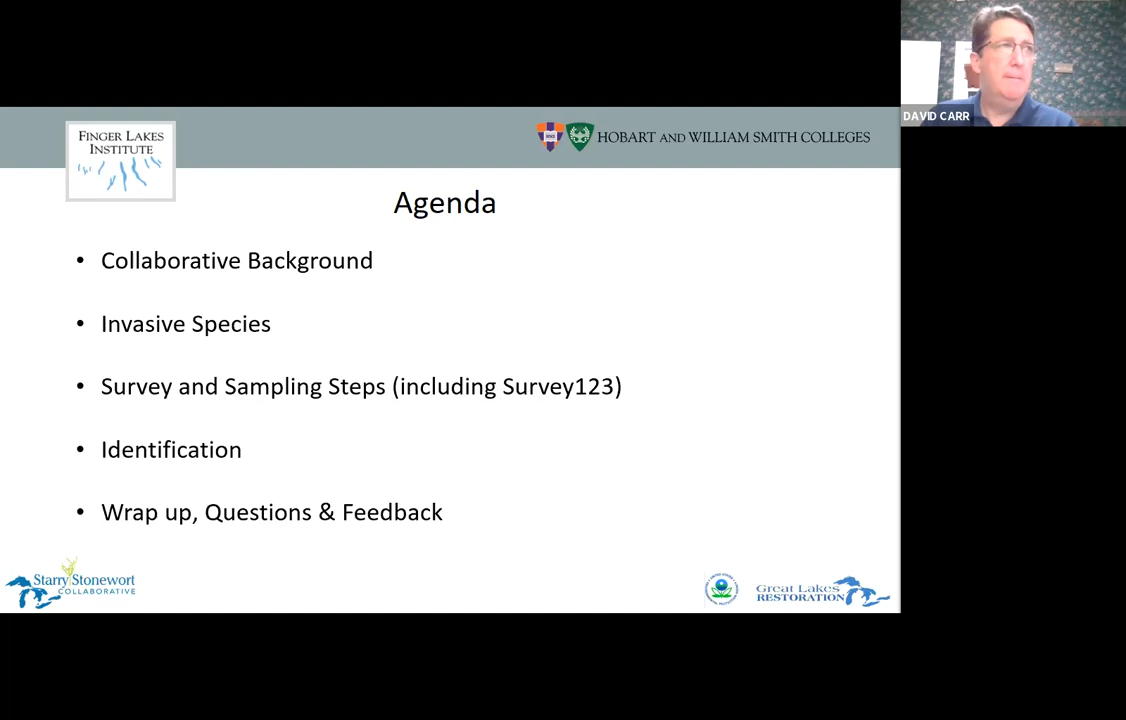 DAVID CARR
FINGER LAKES
INSTITUTE
HOBART AND WILLIAM SMITH COLLEGES
Agenda
• Collaborative Background
• Invasive Species
• Survey and Sampling Steps (including Survey123)
• Identification
• Wrap up, Questions & Feedback
Starry Stonewort
COLLABORATIVE
Great Lakes
RESTORATION